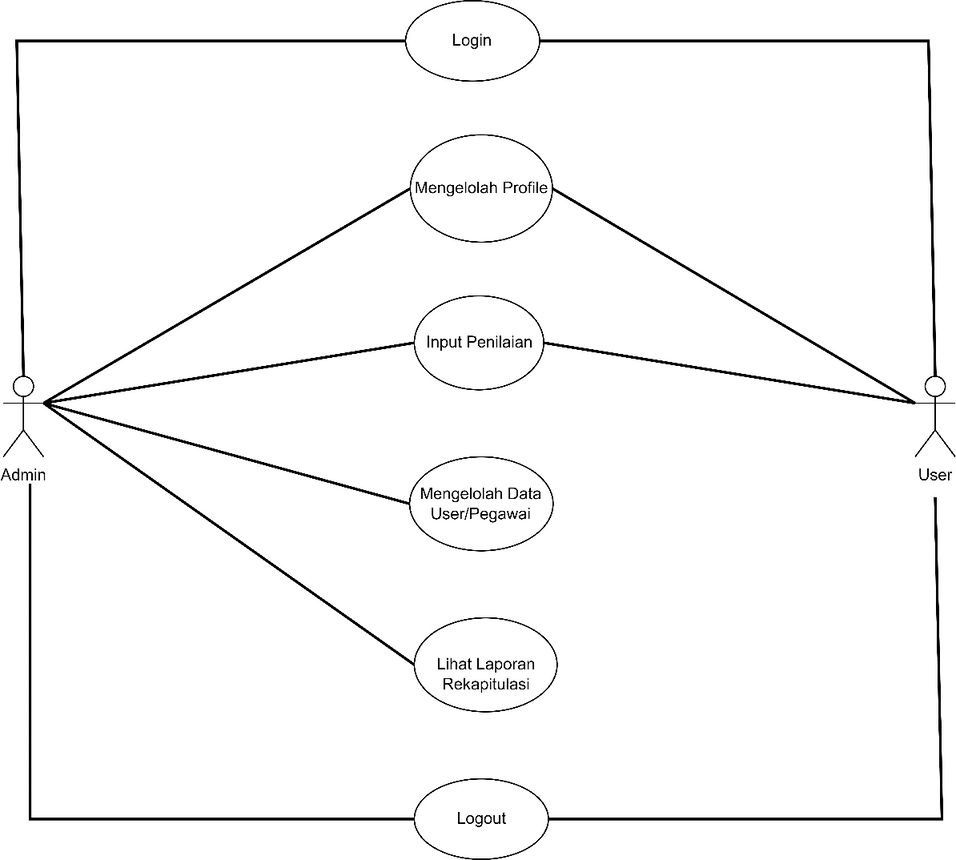 Login
Mengelolah Profile
Input Penilaian
Admin
User
Mengelolah Data
User/Pegawai
Lihat Laporan
Rekapitulasi
Logout